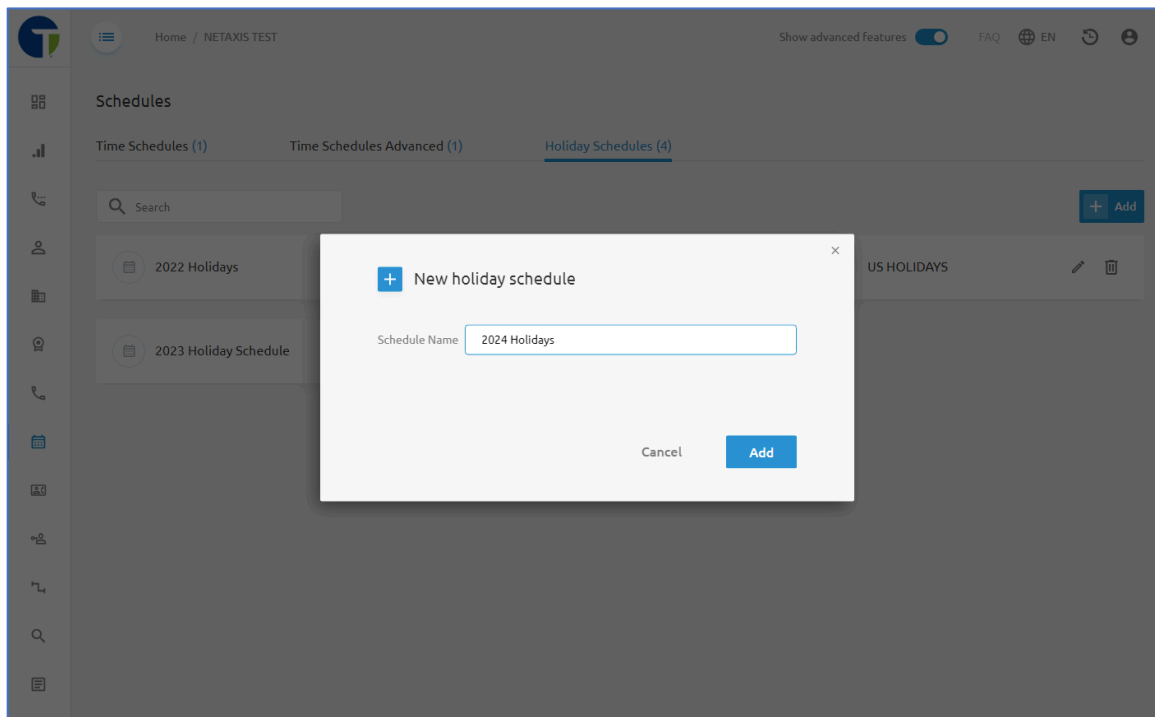 Home / NETAXIS TEST
Show advanced features
FAQ
EN
Schedules
Time Schedules (1)
Time Schedules Advanced (1)
Holiday Schedules (4)
Search
+ Add
2022 Holidays
US HOLIDAYS
2023 Holiday Schedule
×
+ New holiday schedule
Schedule Name
2024 Holidays
Cancel
Add